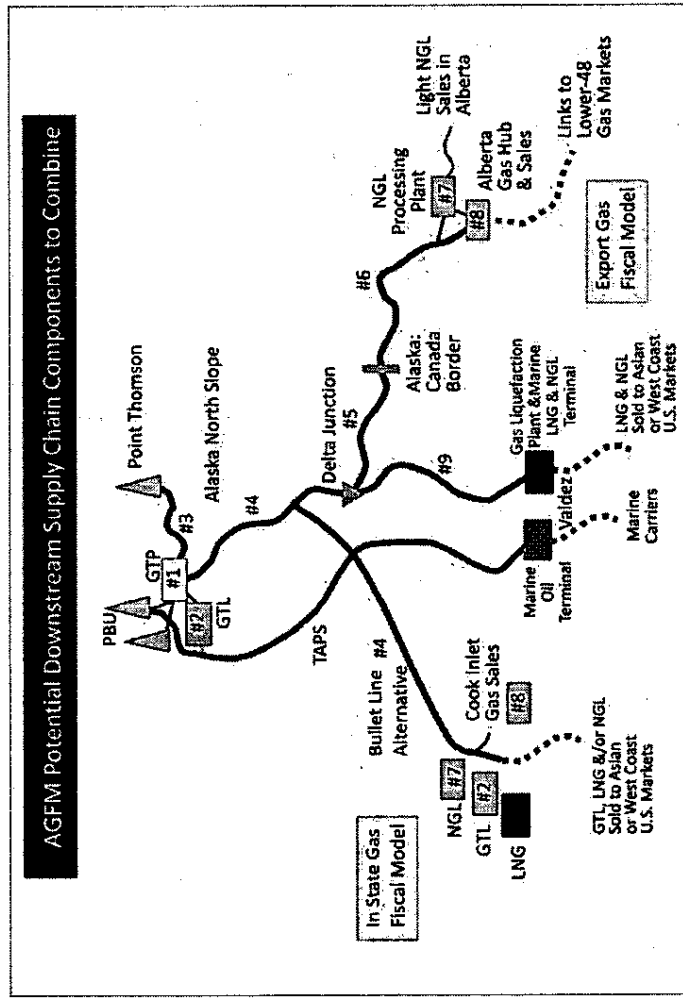 AGFM Potential Downstream Supply Chain Components to Combine
PBU
Point Thomson
GTP
#1
#3
#2
GTL
Alaska North Slope
#4
TAPS
Delta Junction
#5
Alaska:
Canada
Border
#6
NGL
Processing
Plant
#7
Light NGL
Sales in
Alberta
#8
Alberta
Gas Hub
& Sales
Links to
Lower-48
Gas Markets
Export Gas
Fiscal Model
#9
Gas Liquefaction
Plant &Marine
LNG & NGL
Terminal
Valdez
LNG & NGL
Sold to Asian
or West Coast
U.S. Markets
Marine
Oil
Terminal
Marine
Carriers
Bullet Line #4
Alternative
Cook Inlet
Gas Sales
#8
In State Gas
Fiscal Model
NGL
#7
GTL
#2
LNG
GTL, LNG &/or NGL
Sold to Asian
or West Coast
U.S. Markets